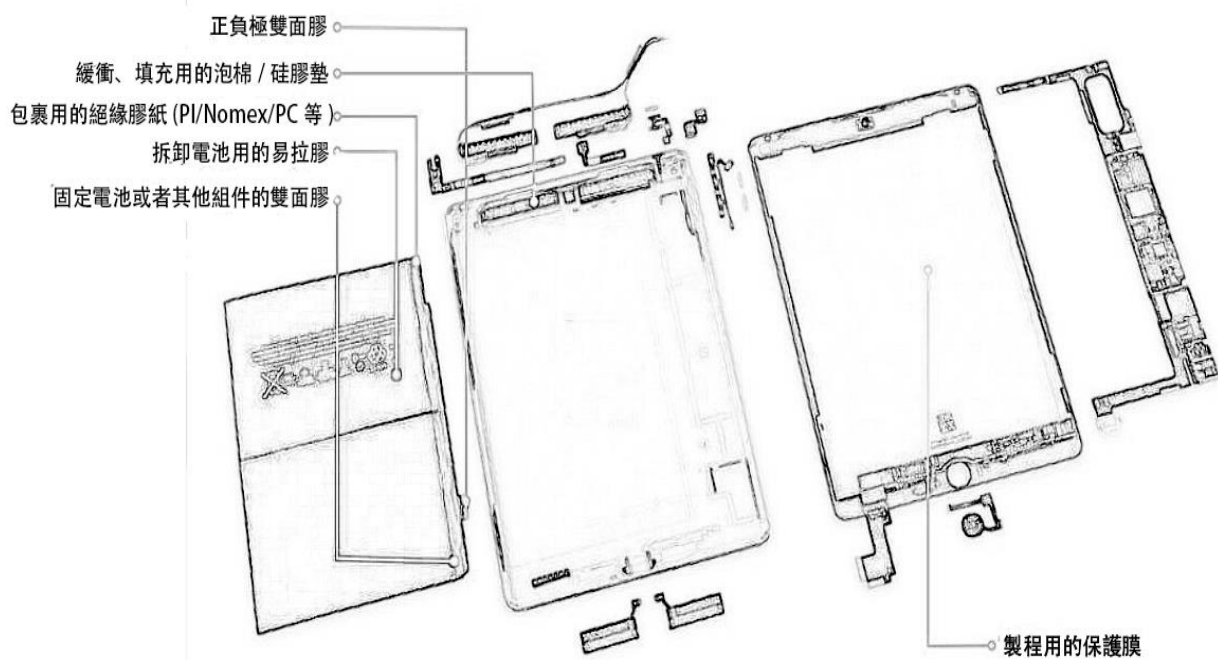 正負極雙面膠
緩衝、填充用的泡棉 / 硅膠墊
包裹用的絕緣膠紙 (PI/Nomex/PC 等 )
拆卸電池用的易拉膠
固定電池或者其他組件的雙面膠
製程用的保護膜